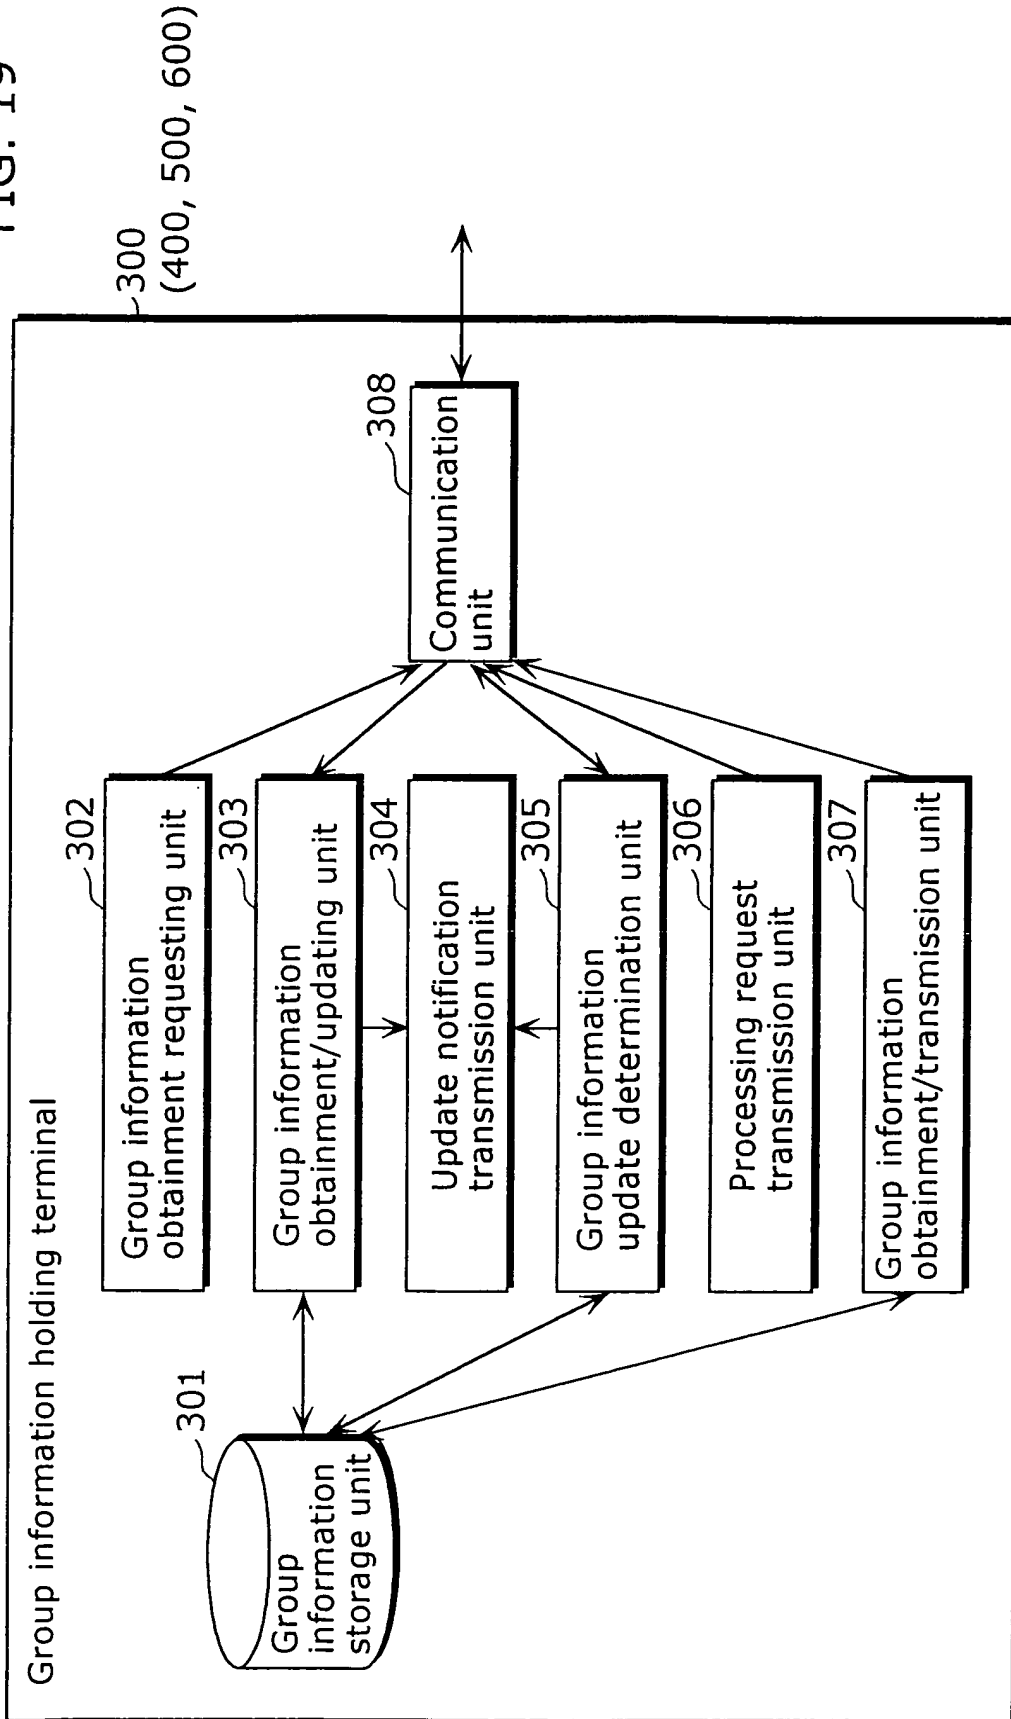 FIG. 19
Group information holding terminal
300
(400, 500, 600)
301
Group
information
storage unit
302
Group information
obtainment requesting unit
303
Group information
obtainment/updating unit
304
Update notification
transmission unit
305
Group information
update determination unit
306
Processing request
transmission unit
307
Group information
obtainment/transmission unit
308
Communication
unit